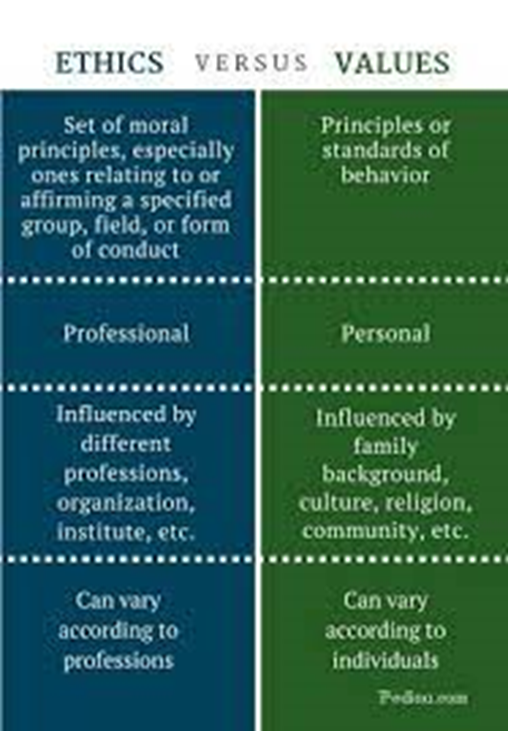 ETHICS VERSUS VALUES
Set of moral
principles, especially
ones relating to or
affirming a specified
group, field, or form
of conduct
Principles or
standards of
behavior
Professional
Personal
Influenced by
different
professions,
organization,
institute, etc.
Influenced by
family
background,
culture, religion,
community, etc.
Can vary
according to
professions
Can vary
according to
individuals
Pediaa.com